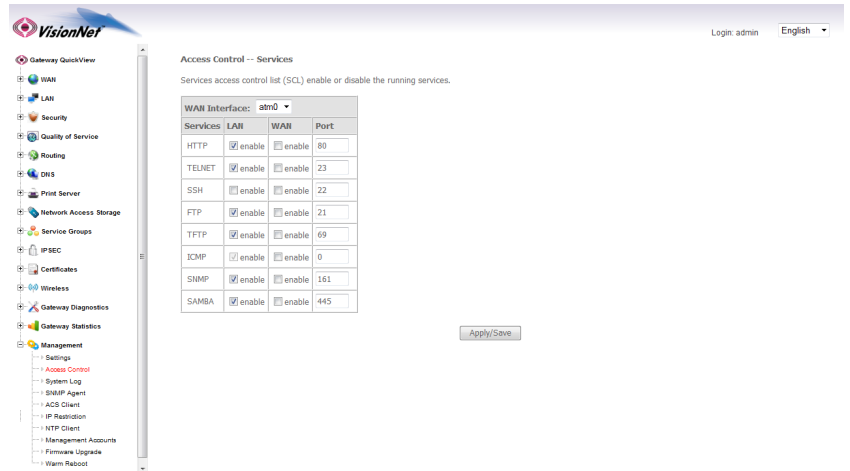 VisionNet
Login: admin
English
Gateway QuickView
WAN
LAN
Security
Quality of Service
Routing
DNS
Print Server
Network Access Storage
Service Groups
IPSEC
Certificates
Wireless
Gateway Diagnostics
Gateway Statistics
Management
Settings
Access Control
System Log
SNMP Agent
ACS Client
IP Restriction
NTP Client
Management Accounts
Firmware Upgrade
Warm Reboot
Access Control -- Services
Services access control list (SCL) enable or disable the running services.
WAN Interface: atm0
Services LAN WAN Port
HTTP enable enable 80
TELNET enable enable 23
SSH enable enable 22
FTP enable enable 21
TFTP enable enable 69
ICMP enable enable 0
SNMP enable enable 161
SAMBA enable enable 445
Apply/Save